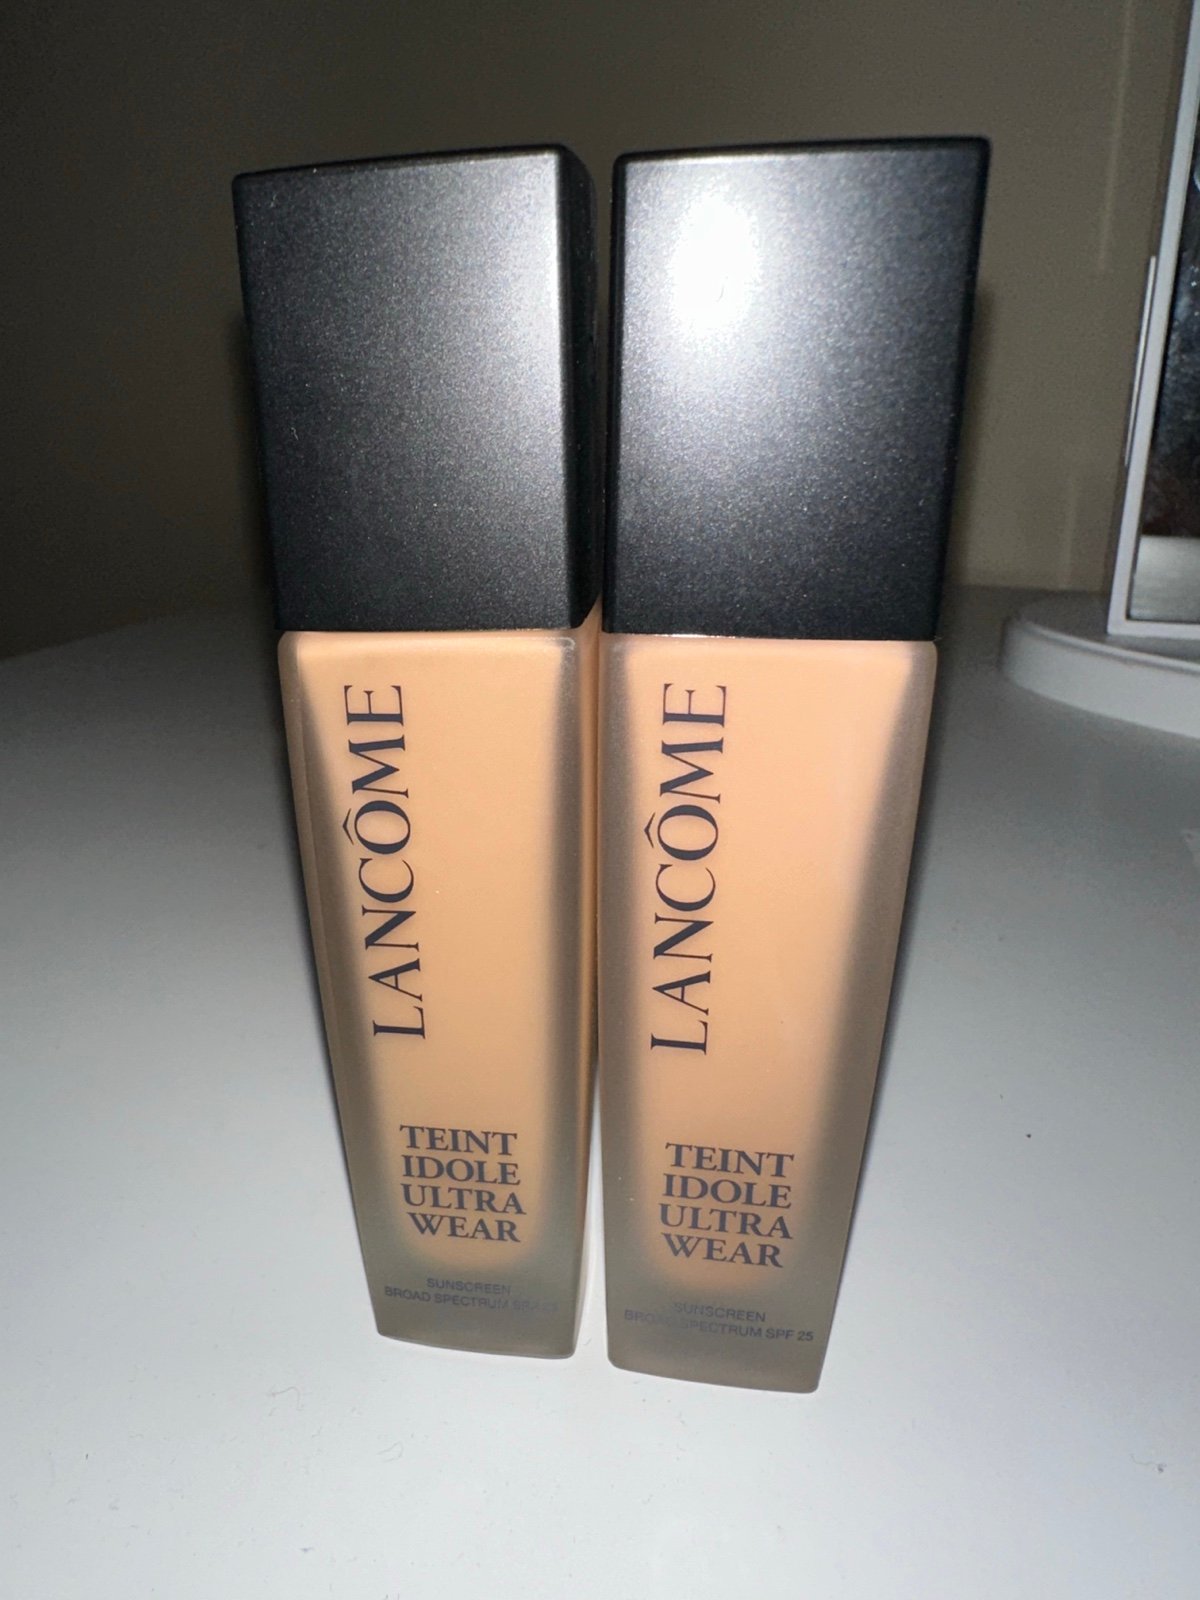 LANCÔME
TEINT
IDOLE
ULTRA
WEAR
SUNSCREEN
BROAD SPECTRUM
LANCÔME
TEINT
IDOLE
ULTRA
WEAR
SUNSCREEN
BROAD SPECTRUM SPF 25